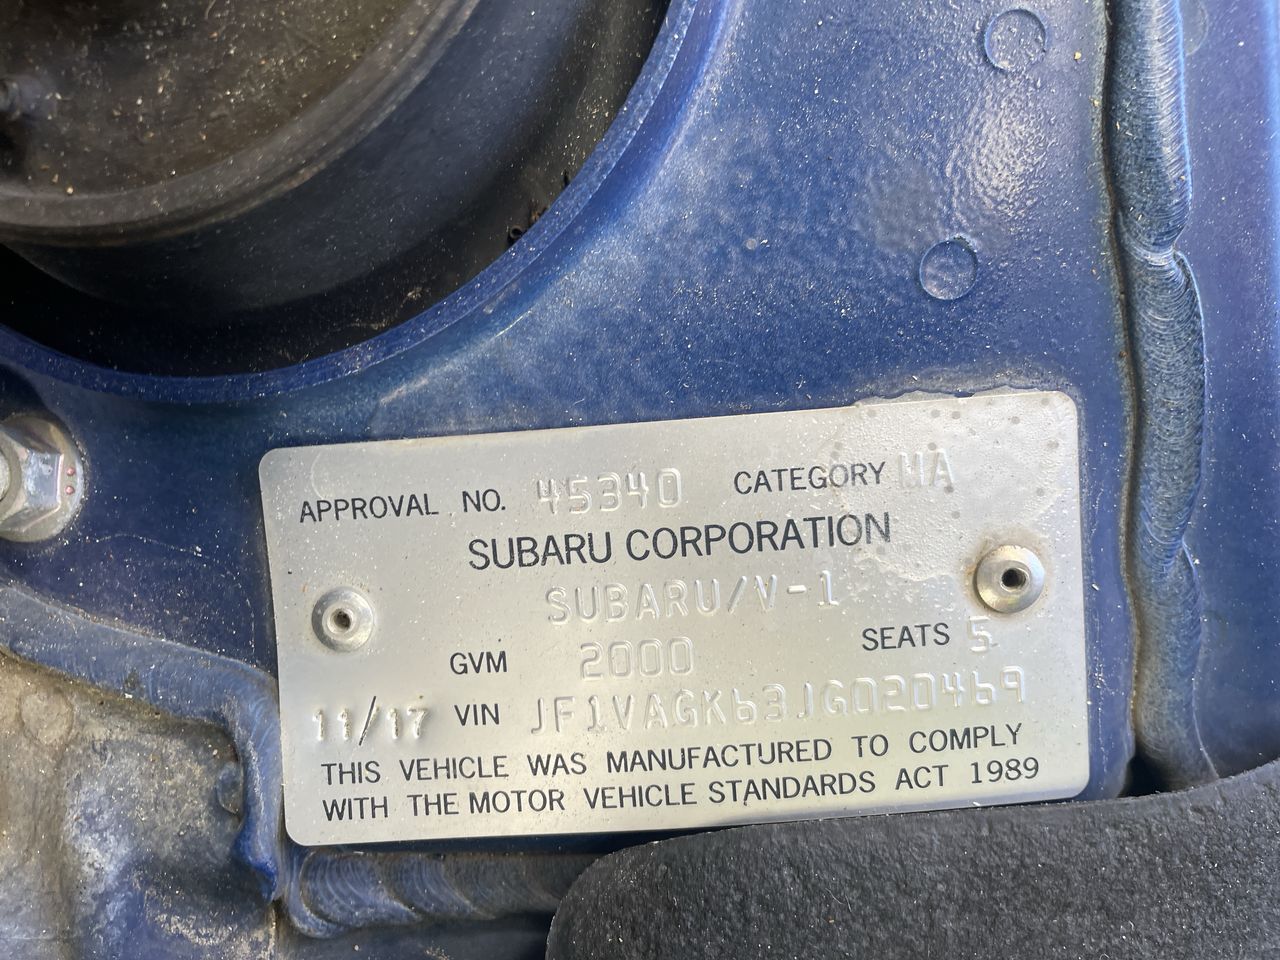 APPROVAL NO. 45340 CATEGORY MA
SUBARU CORPORATION
SUBARU/V-1
GVM 2000 SEATS 5
11/17 VIN JF1VAGK63JG020469
THIS VEHICLE WAS MANUFACTURED TO COMPLY
WITH THE MOTOR VEHICLE STANDARDS ACT 1989